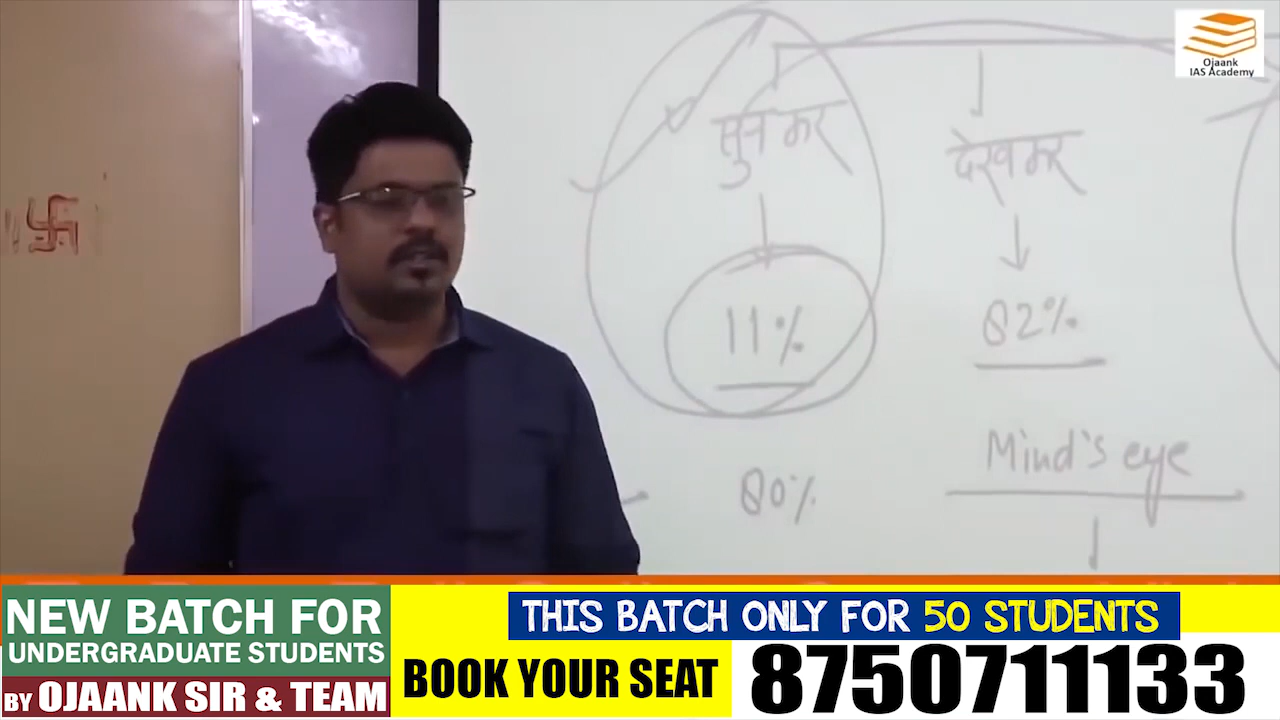 Ojaank
IAS Academy
सुनकर
देखकर
11%
82%
Mind's eye
80%
NEW BATCH FOR
UNDERGRADUATE STUDENTS
BY OJAANK SIR & TEAM
THIS BATCH ONLY FOR 50 STUDENTS
BOOK YOUR SEAT
8750711133